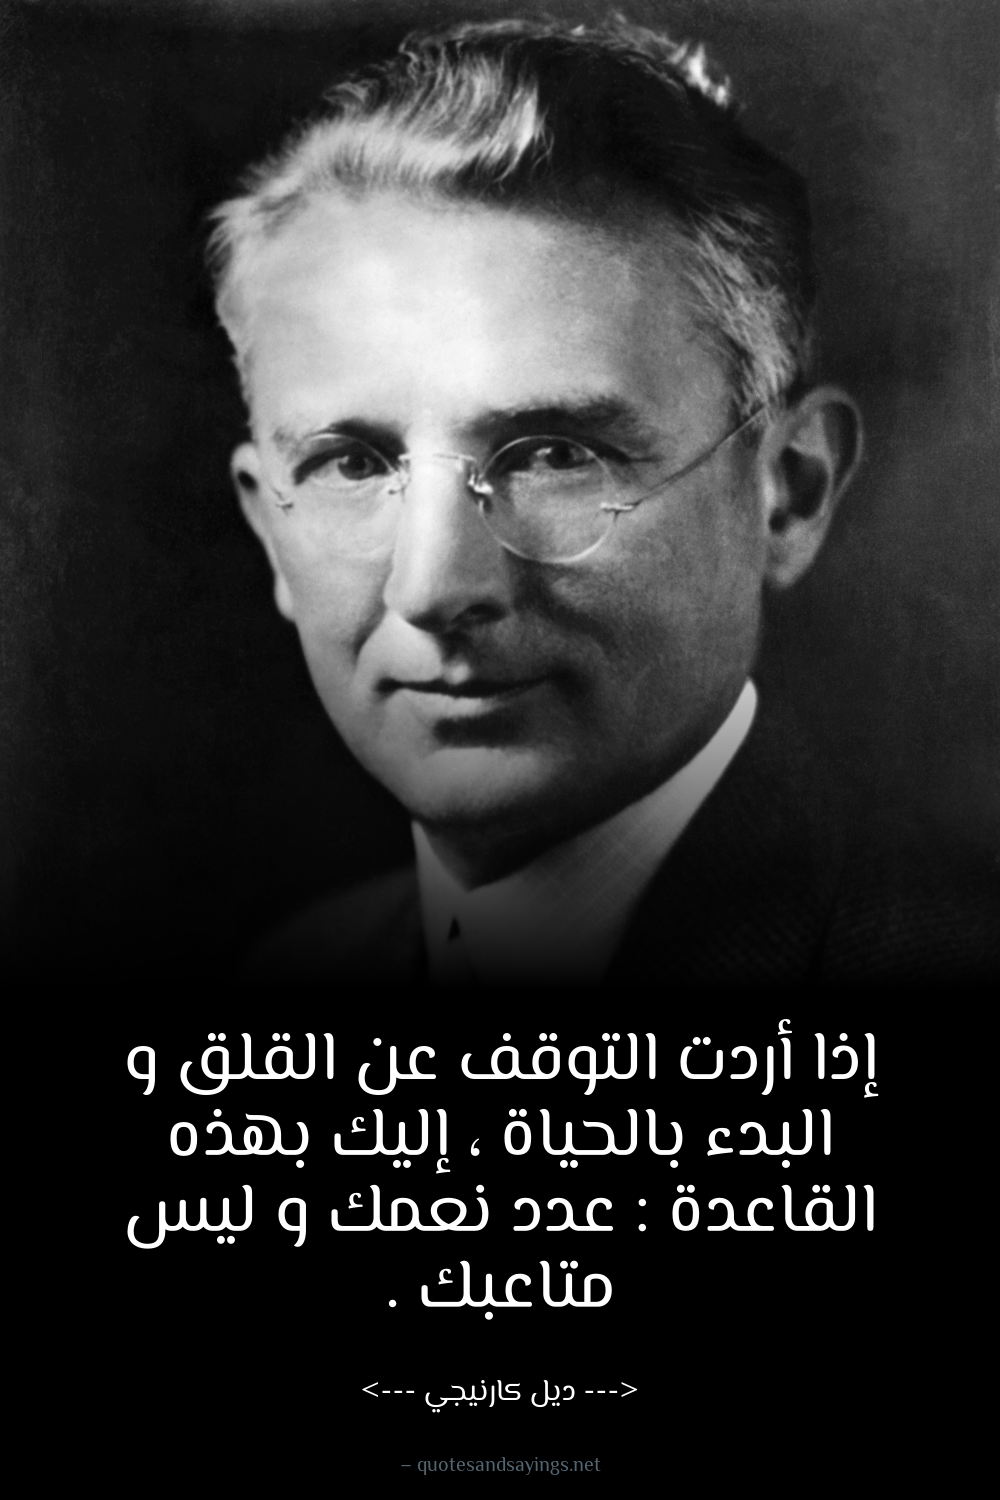 إذا أردت التوقف عن القلق و
البدء بالحياة ، إليك بهذه
القاعدة : عدد نعمك و ليس
متاعبك .
<--- ديل كارنيجي --->
– quotesandsayings.net